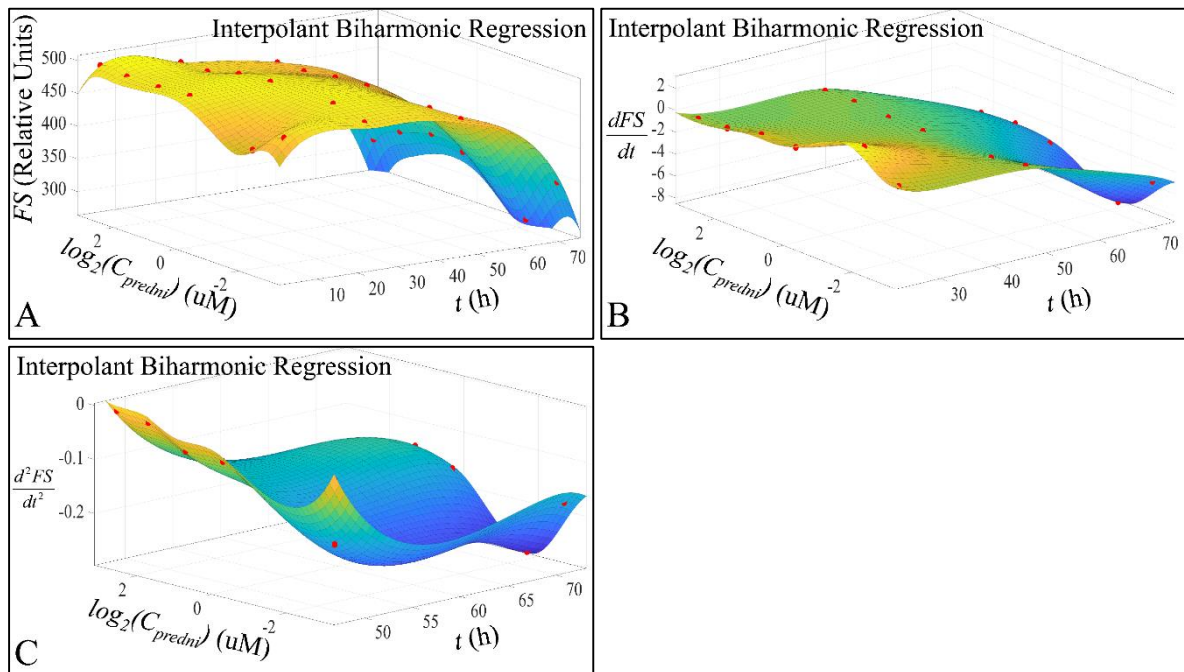 Interpolant Biharmonic Regression
FS (Relative Units)
500
450
400
350
300
2
0
-2
log2(Cpredni) (uM)
10
20
30
40
50
60
70
t (h)
A
Interpolant Biharmonic Regression
dFS
dt
2
0
-2
-4
-6
-8
2
0
-2
log2(Cpredni) (uM)
30
40
50
60
70
t (h)
B
Interpolant Biharmonic Regression
d²FS
dt²
0
-0.1
-0.2
2
0
-2
log2(Cpredni) (uM)
50
55
60
65
70
t (h)
C